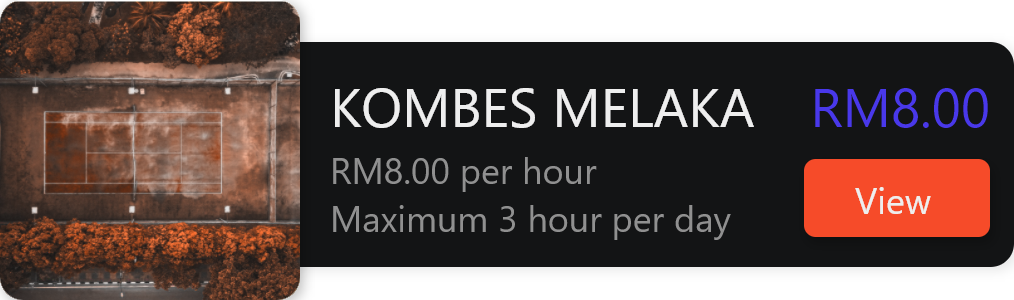 KOMBES MELAKA
RM8.00
RM8.00 per hour
Maximum 3 hour per day
View